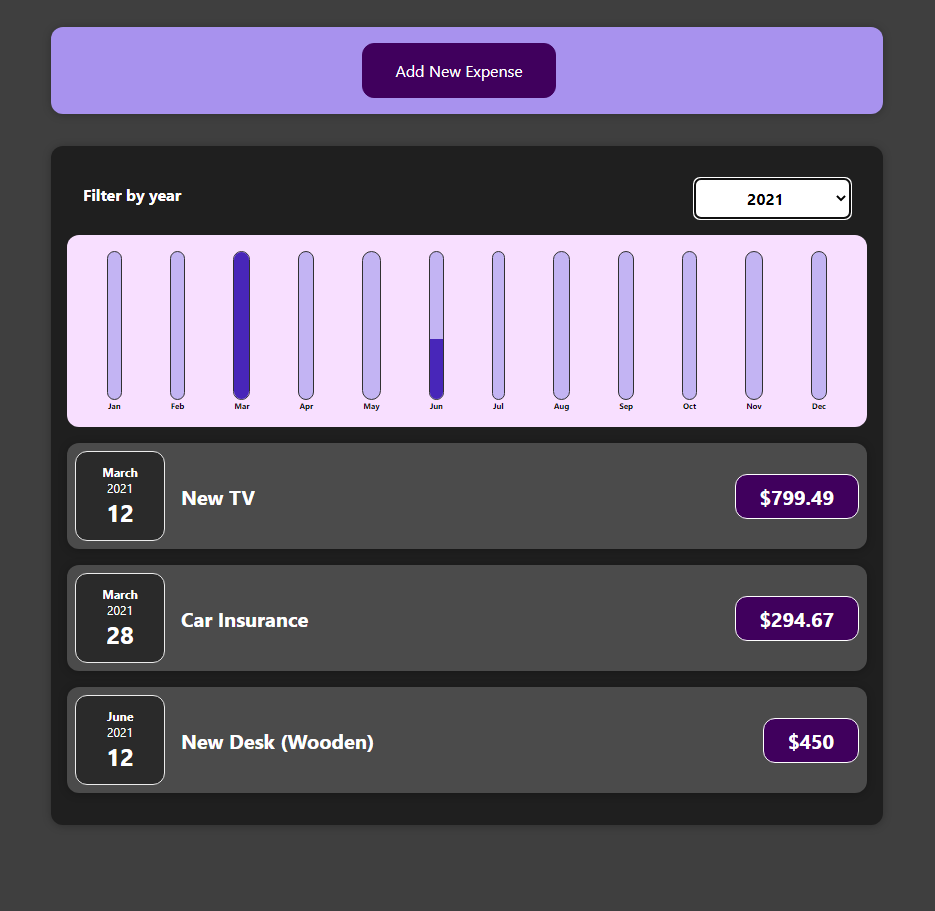 Add New Expense
Filter by year
2021
Jan Feb Mar Apr May Jun Jul Aug Sep Oct Nov Dec
March
2021
12
New TV
$799.49
March
2021
28
Car Insurance
$294.67
June
2021
12
New Desk (Wooden)
$450